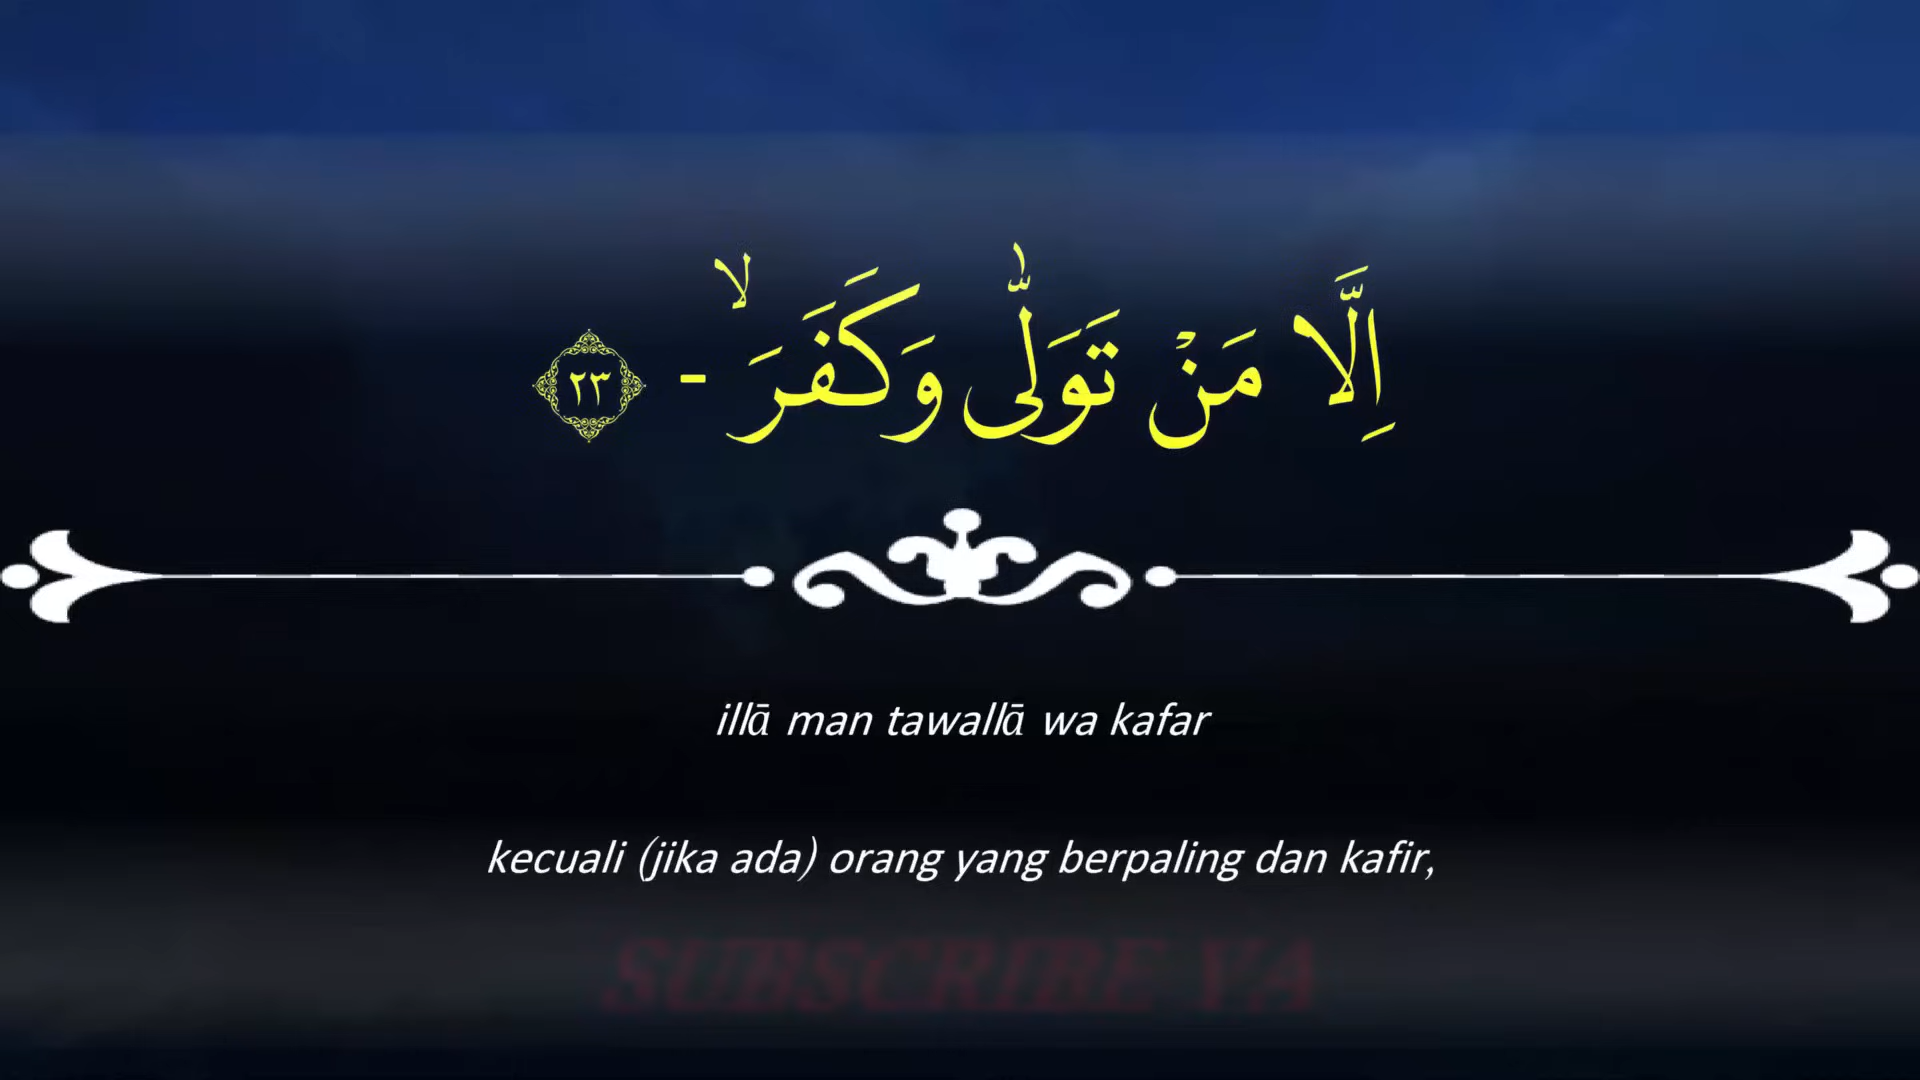 اِلَّا مَنْ تَوَلّٰى وَكَفَرَۙ - ٢٣
illā man tawallā wa kafar
kecuali (jika ada) orang yang berpaling dan kafir,
SUBSCRIBE YA